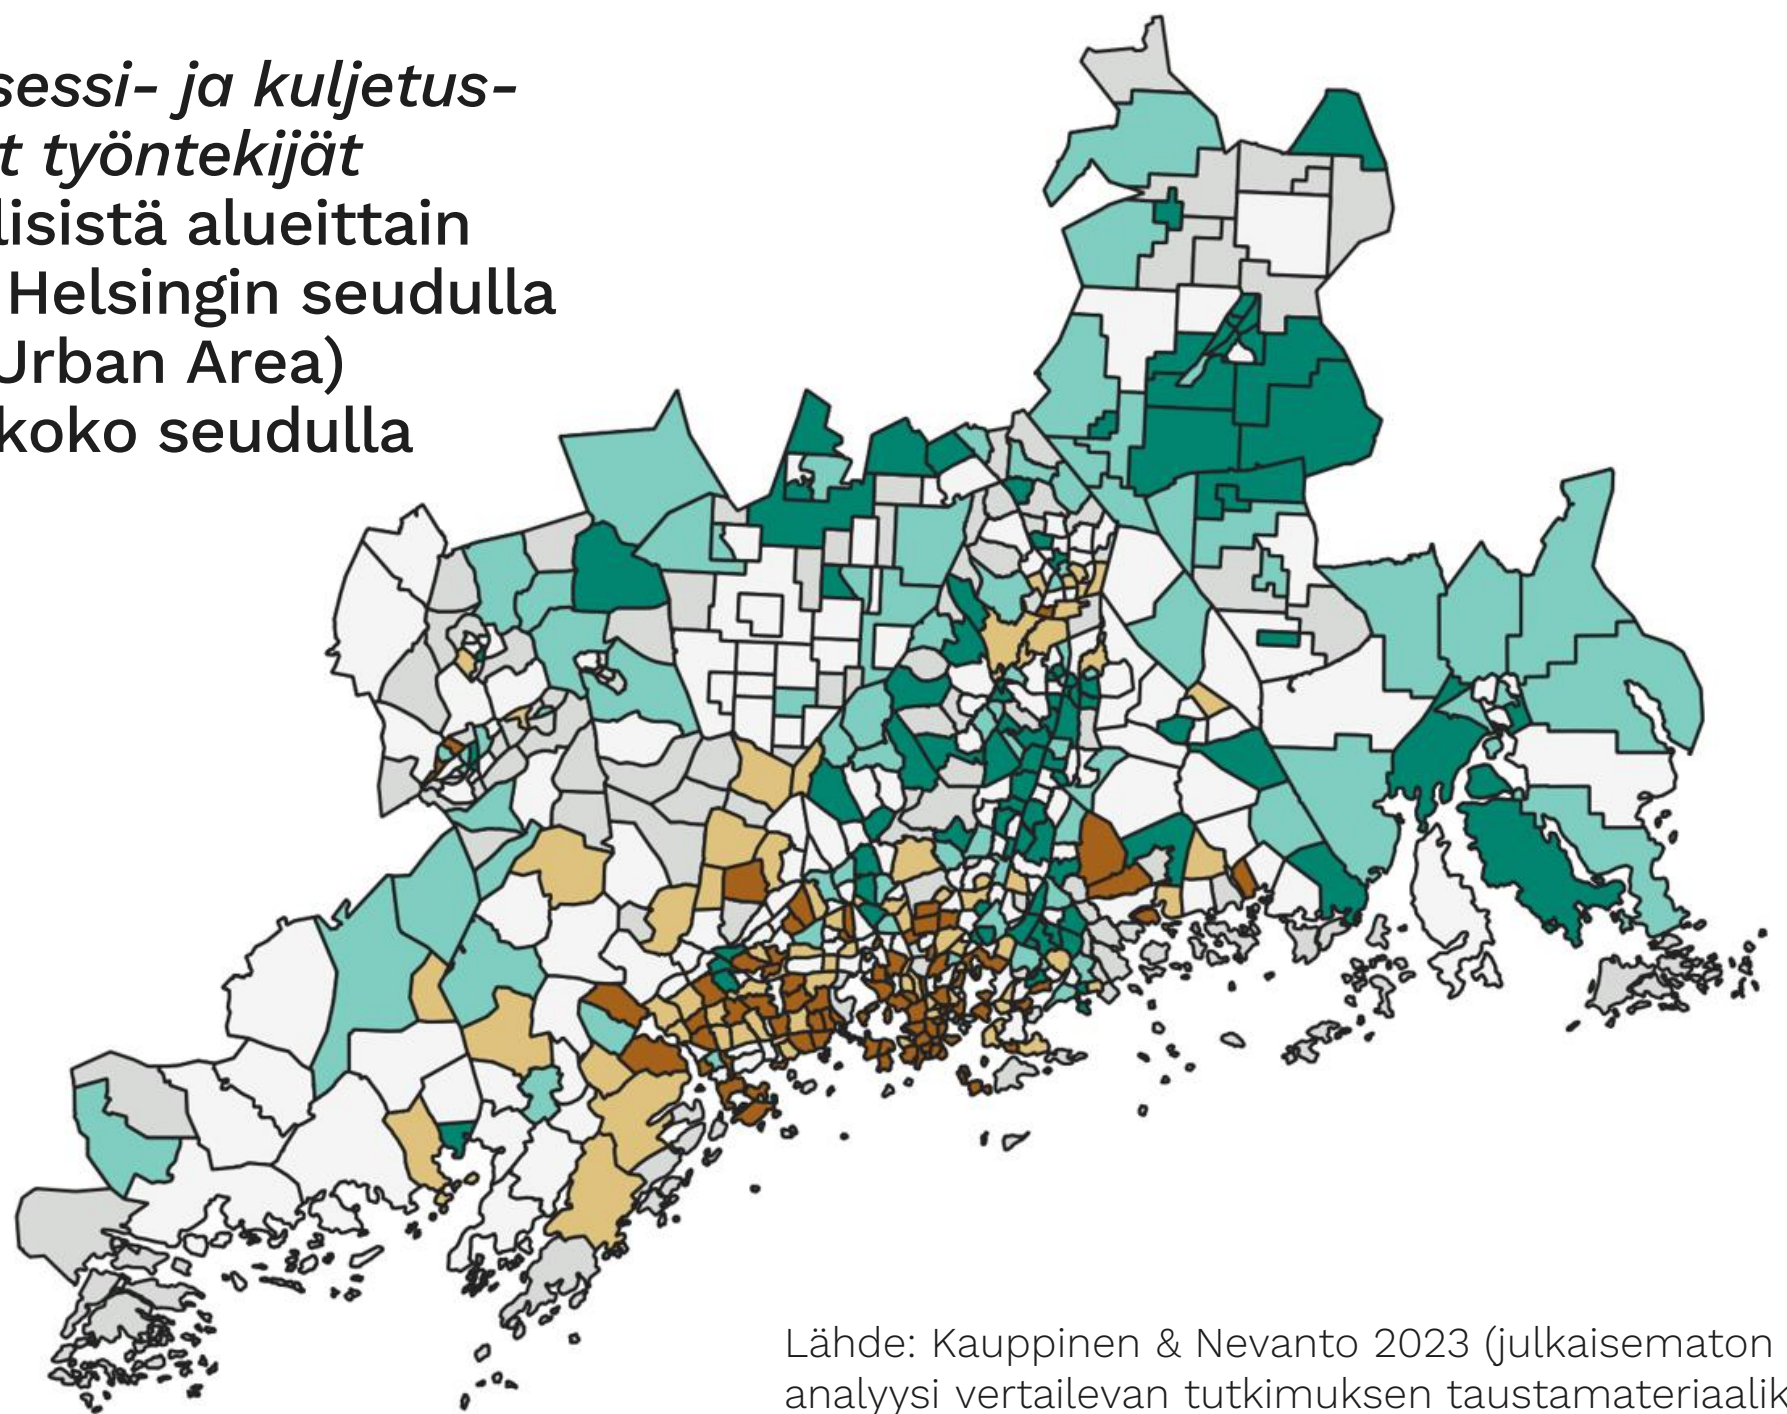 sessi- ja kuljetus-
t työntekijät
lisistä alueittain
Helsingin seudulla
Urban Area)
koko seudulla
Lähde: Kauppinen & Nevanto 2023 (julkaisematon
analyysi vertailevan tutkimuksen taustamateriaalik